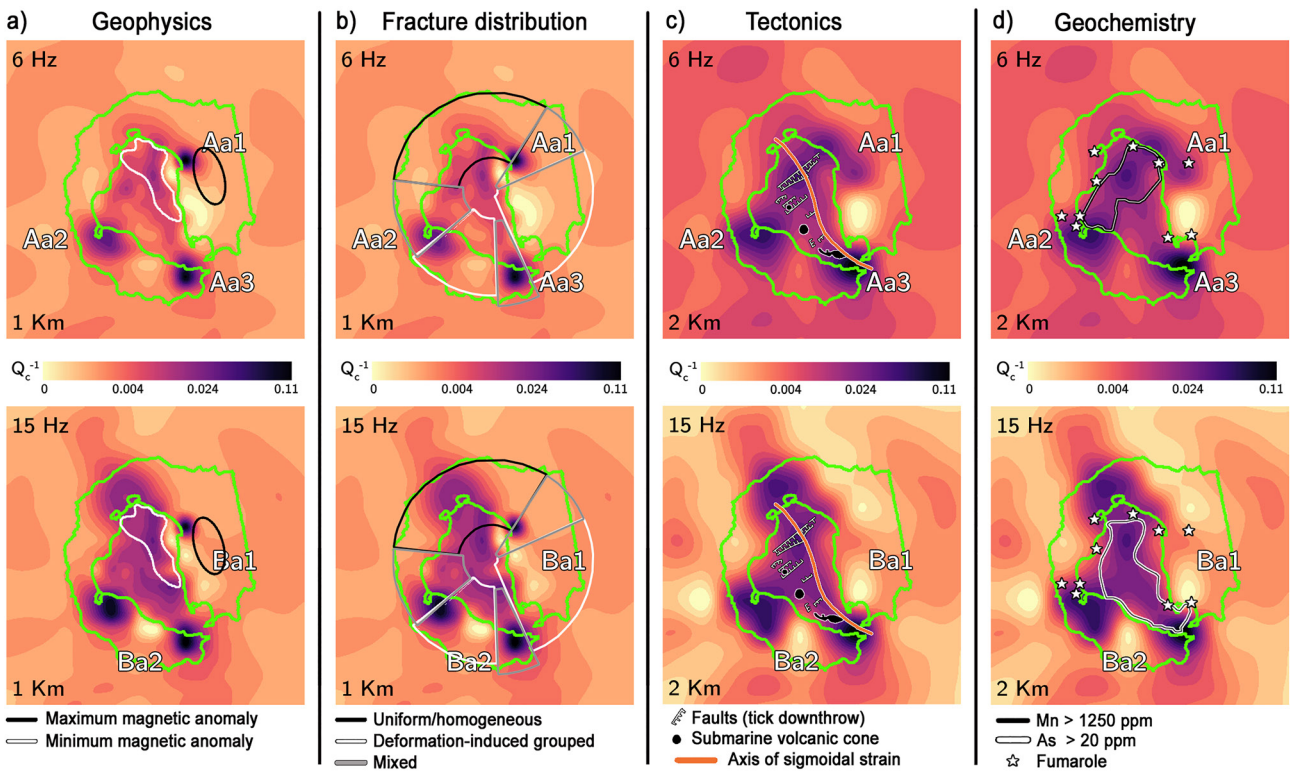 a) Geophysics
b) Fracture distribution
c) Tectonics
d) Geochemistry
6 Hz
Aa1
Aa2
Aa3
1 Km
6 Hz
Aa1
Aa2
Aa3
1 Km
6 Hz
Aa1
Aa2
Aa3
2 Km
6 Hz
Aa1
Aa2
Aa3
2 Km
Qc-1
0 0.004 0.024 0.11
Qc-1
0 0.004 0.024 0.11
Qc-1
0 0.004 0.024 0.11
Qc-1
0 0.004 0.024 0.11
15 Hz
Ba1
Ba2
1 Km
15 Hz
Ba1
Ba2
1 Km
15 Hz
Ba1
Ba2
2 Km
15 Hz
Ba1
Ba2
2 Km
Maximum magnetic anomaly
Minimum magnetic anomaly
Uniform/homogeneous
Deformation-induced grouped
Mixed
Faults (tick downthrow)
Submarine volcanic cone
Axis of sigmoidal strain
Mn > 1250 ppm
As > 20 ppm
Fumarole